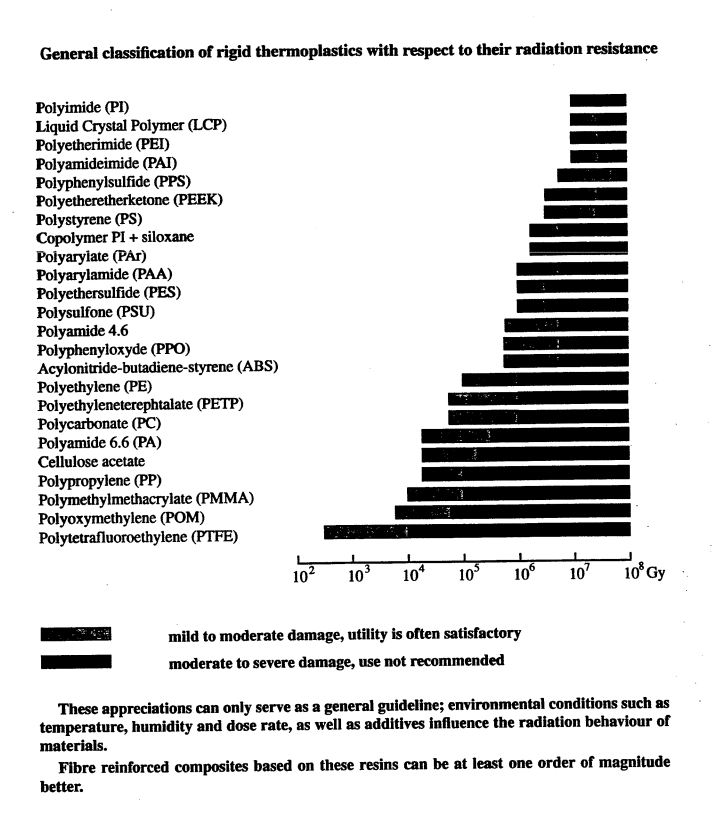 General classification of rigid thermoplastics with respect to their radiation resistance
Polyimide (PI)
Liquid Crystal Polymer (LCP)
Polyetherimide (PEI)
Polyamideimide (PAI)
Polyphenylsulfide (PPS)
Polyetheretherketone (PEEK)
Polystyrene (PS)
Copolymer PI + siloxane
Polyarylate (PAr)
Polyarylamide (PAA)
Polyethersulfide (PES)
Polysulfone (PSU)
Polyamide 4.6
Polyphenyloxyde (PPO)
Acylonitride-butadiene-styrene (ABS)
Polyethylene (PE)
Polyethyleneterephtalate (PETP)
Polycarbonate (PC)
Polyamide 6.6 (PA)
Cellulose acetate
Polypropylene (PP)
Polymethylmethacrylate (PMMA)
Polyoxymethylene (POM)
Polytetrafluoroethylene (PTFE)
10² 10³ 10⁴ 10⁵ 10⁶ 10⁷ 10⁸ Gy
mild to moderate damage, utility is often satisfactory
moderate to severe damage, use not recommended
These appreciations can only serve as a general guideline; environmental conditions such as
temperature, humidity and dose rate, as well as additives influence the radiation behaviour of
materials.
Fibre reinforced composites based on these resins can be at least one order of magnitude
better.